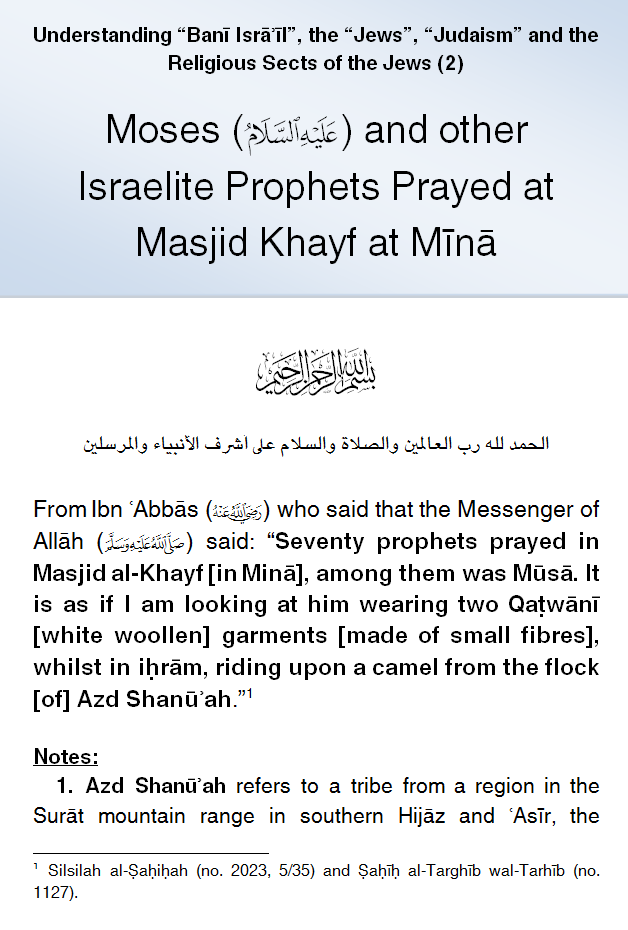 Understanding “Banī Isrāʾīl”, the “Jews”, “Judaism” and the
Religious Sects of the Jews (2)
Moses (عَلَيْهِ ٱلسَّلَامُ) and other
Israelite Prophets Prayed at
Masjid Khayf at Mīnā
بسم الله الرحمن الرحيم
الحمد لله رب العالمين والصلاة والسلام على اشرف الأنبياء والمرسلين
From Ibn ʿAbbās (رَضِيَ اللَّهُ عَنْهُ) who said that the Messenger of
Allāh (صَلَّى اللَّهُ عَلَيْهِ وَسَلَّمَ) said: “Seventy prophets prayed in
Masjid al-Khayf [in Minā], among them was Mūsā. It
is as if I am looking at him wearing two Qaṭwānī
[white woollen] garments [made of small fibres],
whilst in iḥrām, riding upon a camel from the flock
[of] Azd Shanūʾah.”1
Notes:
1. Azd Shanūʾah refers to a tribe from a region in the
Surāt mountain range in southern Hijāz and ʿAsīr, the
1 Silsilah al-Ṣaḥiḥah (no. 2023, 5/35) and Ṣaḥīḥ al-Targhīb wal-Tarhīb (no.
1127).